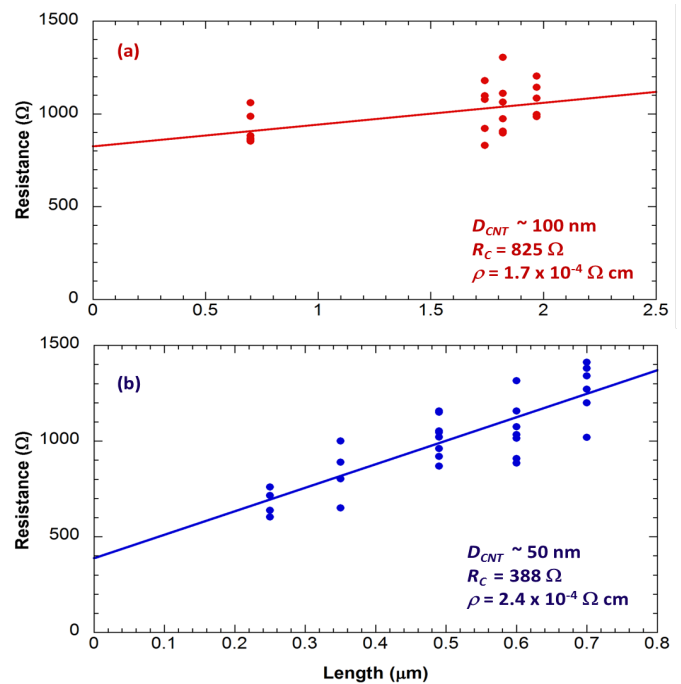 1500
(a)
1000
Resistance (Ω)
500
D_CNT ~ 100 nm
R_C = 825 Ω
ρ = 1.7 x 10⁻⁴ Ω cm
0
0 0.5 1 1.5 2 2.5
1500
(b)
1000
Resistance (Ω)
500
D_CNT ~ 50 nm
R_C = 388 Ω
ρ = 2.4 x 10⁻⁴ Ω cm
0
0 0.1 0.2 0.3 0.4 0.5 0.6 0.7 0.8
Length (μm)